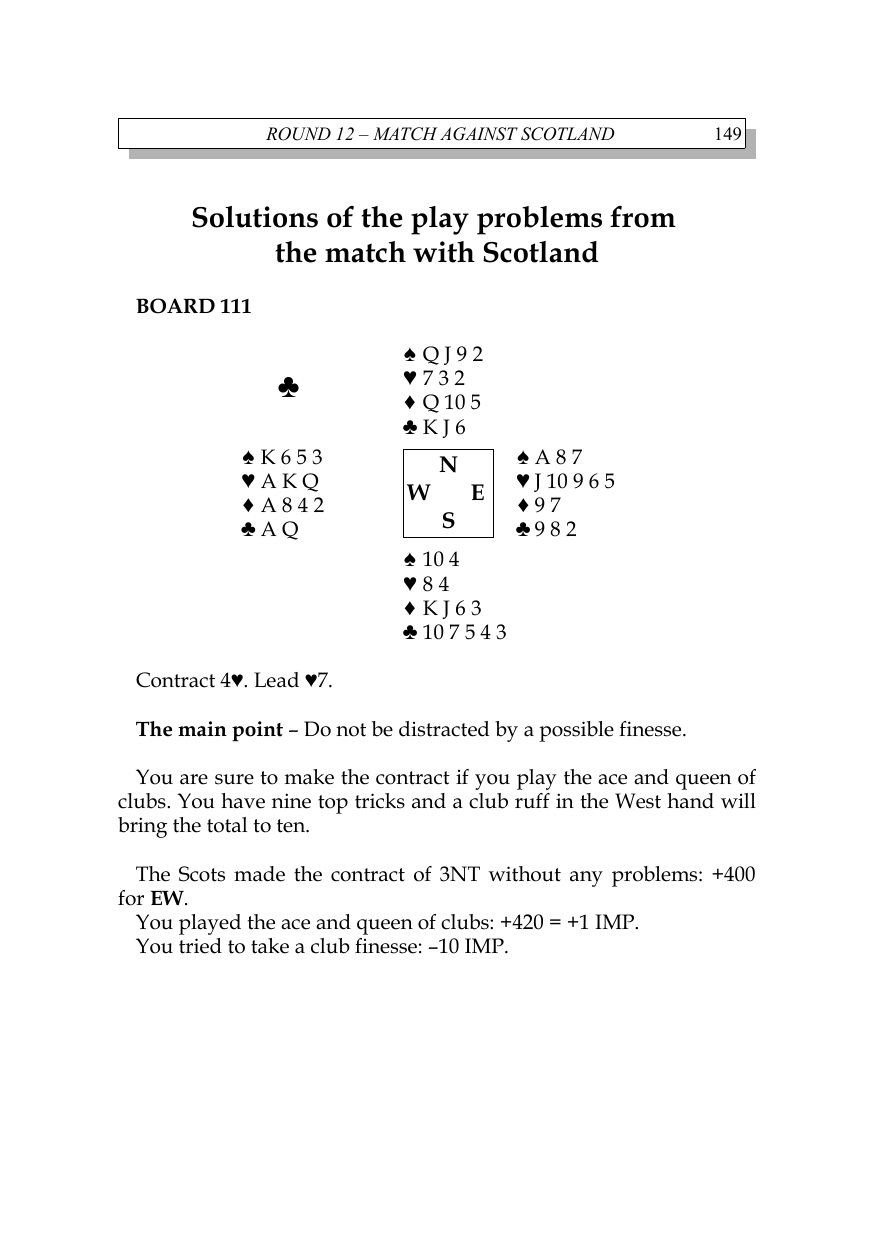 ROUND 12 – MATCH AGAINST SCOTLAND 149
Solutions of the play problems from
the match with Scotland
BOARD 111
♣
♠ Q J 9 2
♥ 7 3 2
♦ Q 10 5
♣ K J 6
♠ K 6 5 3
♥ A K Q
♦ A 8 4 2
♣ A Q
N
W E
S
♠ A 8 7
♥ J 10 9 6 5
♦ 9 7
♣ 9 8 2
♠ 10 4
♥ 8 4
♦ K J 6 3
♣ 10 7 5 4 3
Contract 4♥. Lead ♥7.
The main point – Do not be distracted by a possible finesse.
You are sure to make the contract if you play the ace and queen of
clubs. You have nine top tricks and a club ruff in the West hand will
bring the total to ten.
The Scots made the contract of 3NT without any problems: +400
for EW.
You played the ace and queen of clubs: +420 = +1 IMP.
You tried to take a club finesse: –10 IMP.